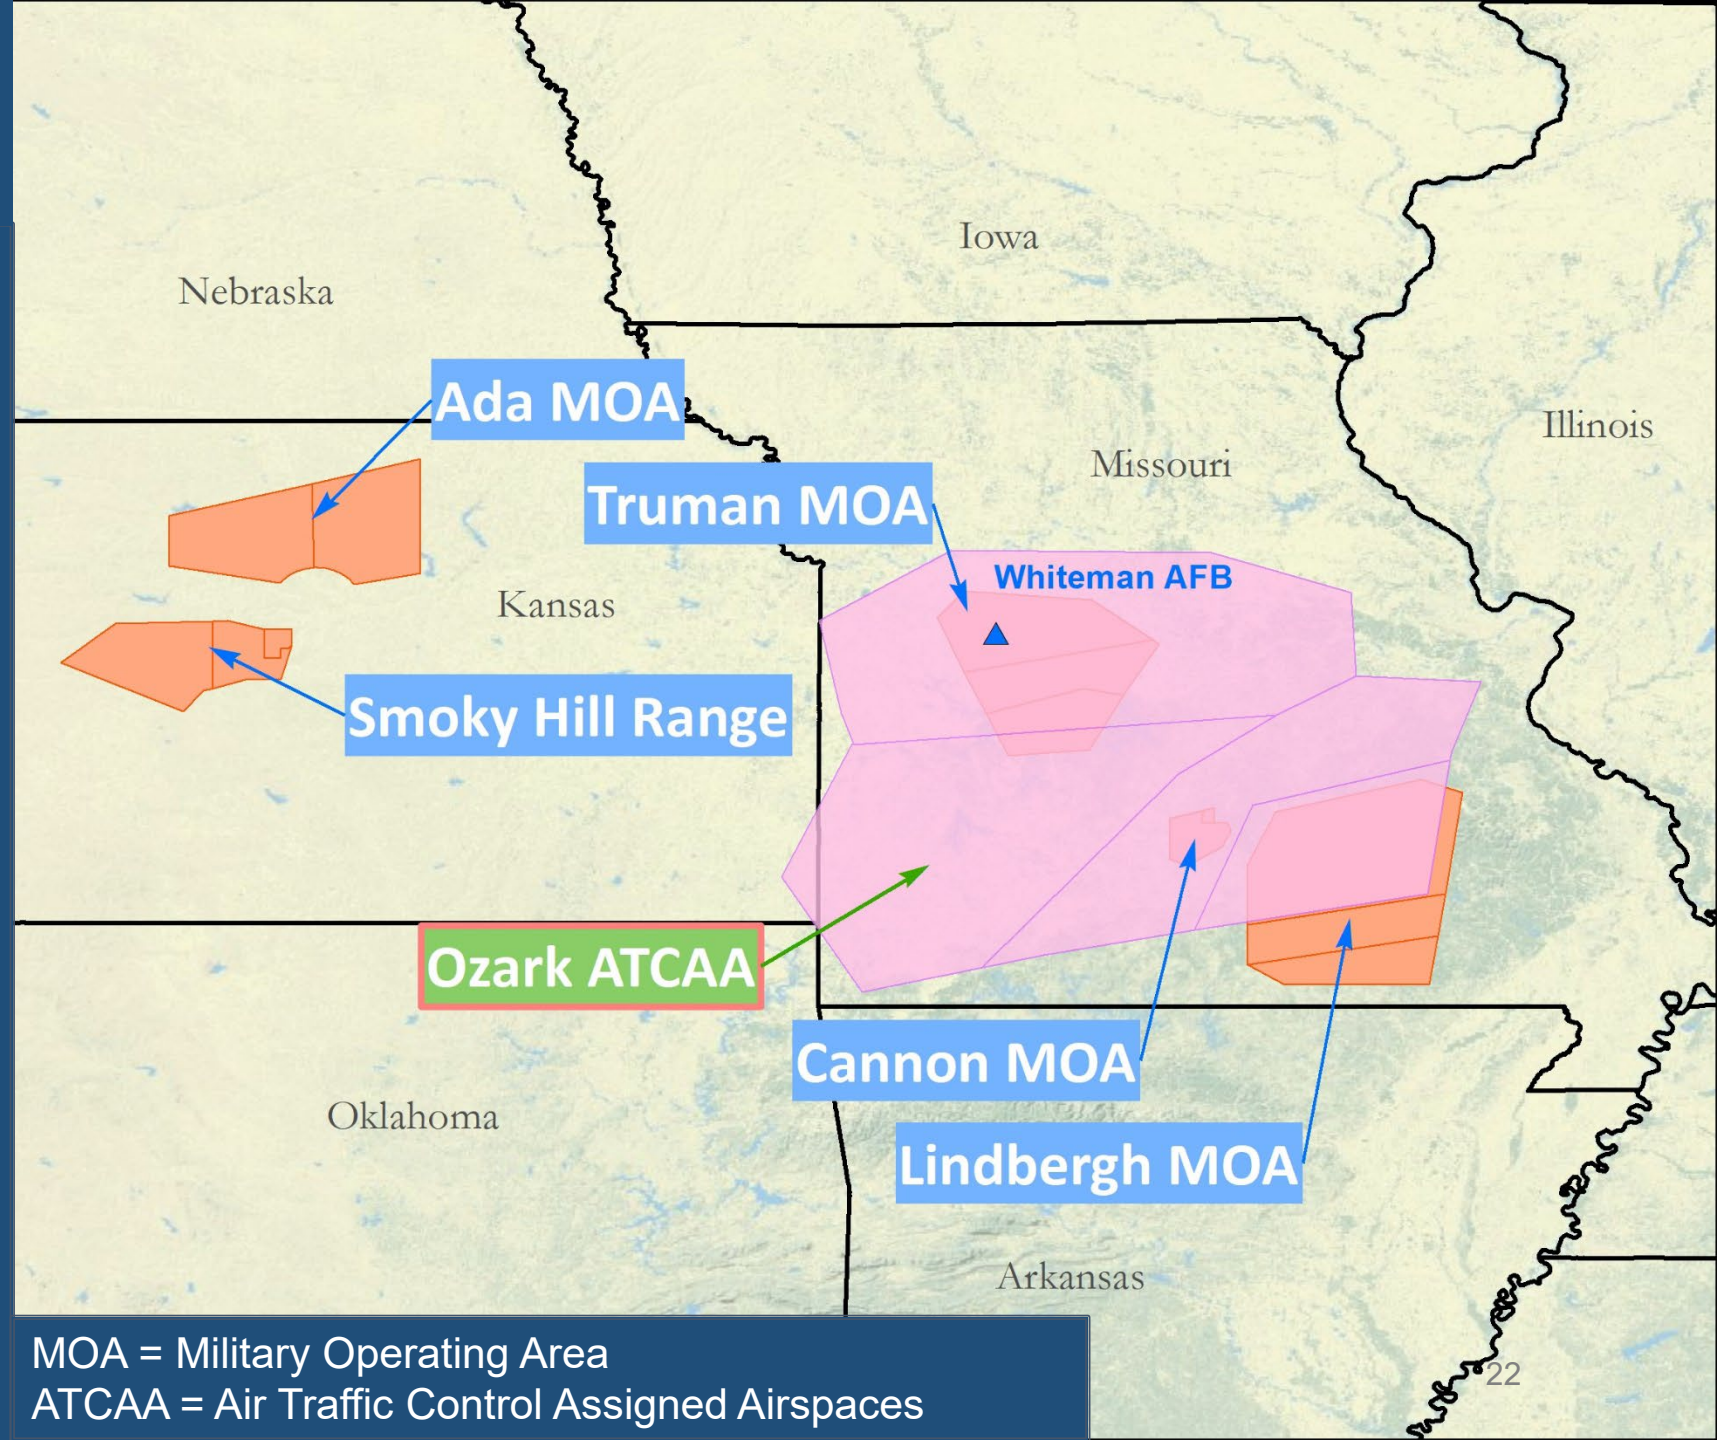 Iowa
Nebraska
Ada MOA
Illinois
Missouri
Truman MOA
Whiteman AFB
Kansas
Smoky Hill Range
Ozark ATCAA
Cannon MOA
Oklahoma
Lindbergh MOA
Arkansas
MOA = Military Operating Area
ATCAA = Air Traffic Control Assigned Airspaces
22